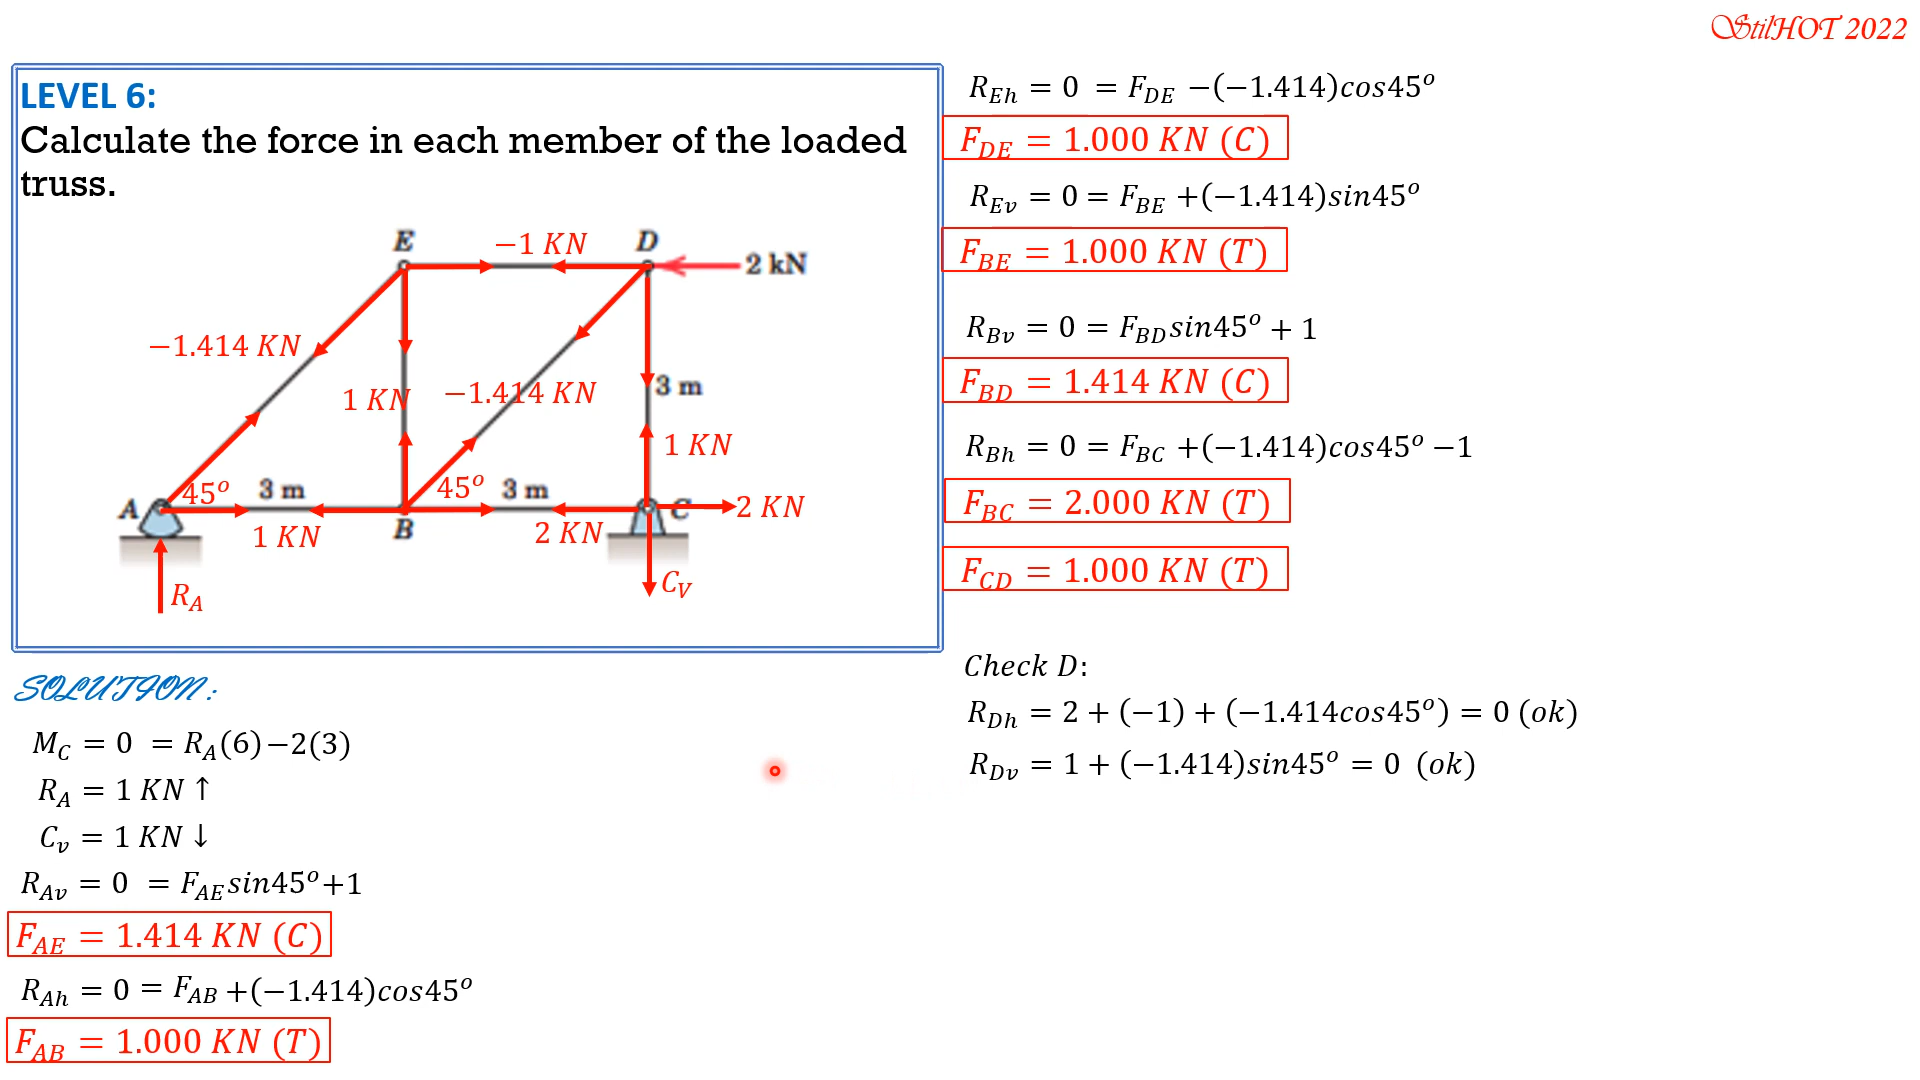 StilHOT 2022
LEVEL 6:
Calculate the force in each member of the loaded
truss.
E
−1 KN
D
2 kN
−1.414 KN
1 KN
−1.414 KN
3 m
1 KN
A
45°
3 m
45°
3 m
C
2 KN
1 KN
B
2 KN
R_A
C_V
SOLUTION:
M_C = 0 = R_A(6)−2(3)
R_A = 1 KN ↑
C_v = 1 KN ↓
R_Av = 0 = F_AE sin45°+1
F_AE = 1.414 KN (C)
R_Ah = 0 = F_AB +(−1.414)cos45°
F_AB = 1.000 KN (T)
R_Eh = 0 = F_DE −(−1.414)cos45°
F_DE = 1.000 KN (C)
R_Ev = 0 = F_BE +(−1.414)sin45°
F_BE = 1.000 KN (T)
R_Bv = 0 = F_BD sin45° + 1
F_BD = 1.414 KN (C)
R_Bh = 0 = F_BC +(−1.414)cos45° −1
F_BC = 2.000 KN (T)
F_CD = 1.000 KN (T)
Check D:
R_Dh = 2 + (−1) + (−1.414cos45°) = 0 (ok)
R_Dv = 1 + (−1.414)sin45° = 0 (ok)